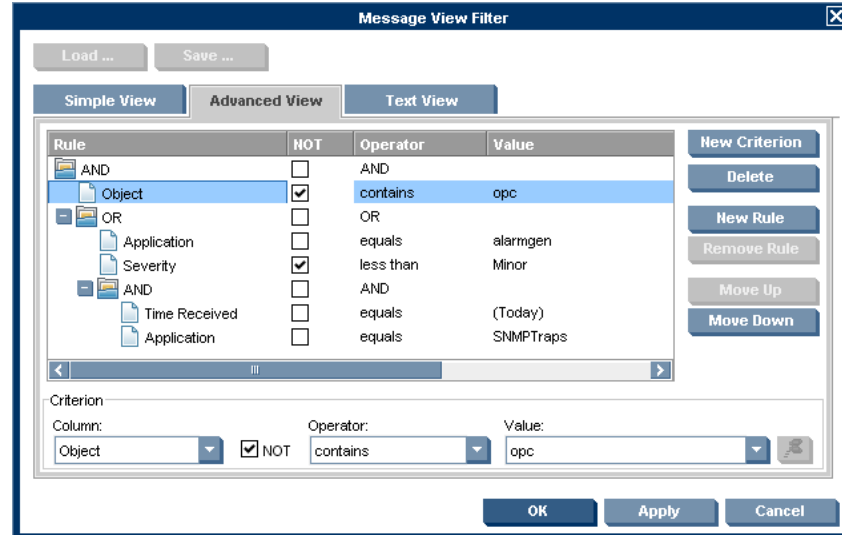 Message View Filter
Load ... Save ...
Simple View Advanced View Text View
Rule NOT Operator Value
AND AND
Object contains opc
OR OR
Application equals alarmgen
Severity less than Minor
AND AND
Time Received equals (Today)
Application equals SNMPTraps
New Criterion
Delete
New Rule
Remove Rule
Move Up
Move Down
Criterion
Column: Operator: Value:
Object NOT contains opc
OK Apply Cancel